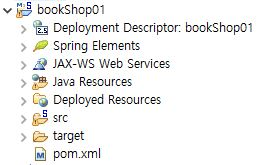 bookShop01
Deployment Descriptor: bookShop01
Spring Elements
JAX-WS Web Services
Java Resources
Deployed Resources
src
target
pom.xml